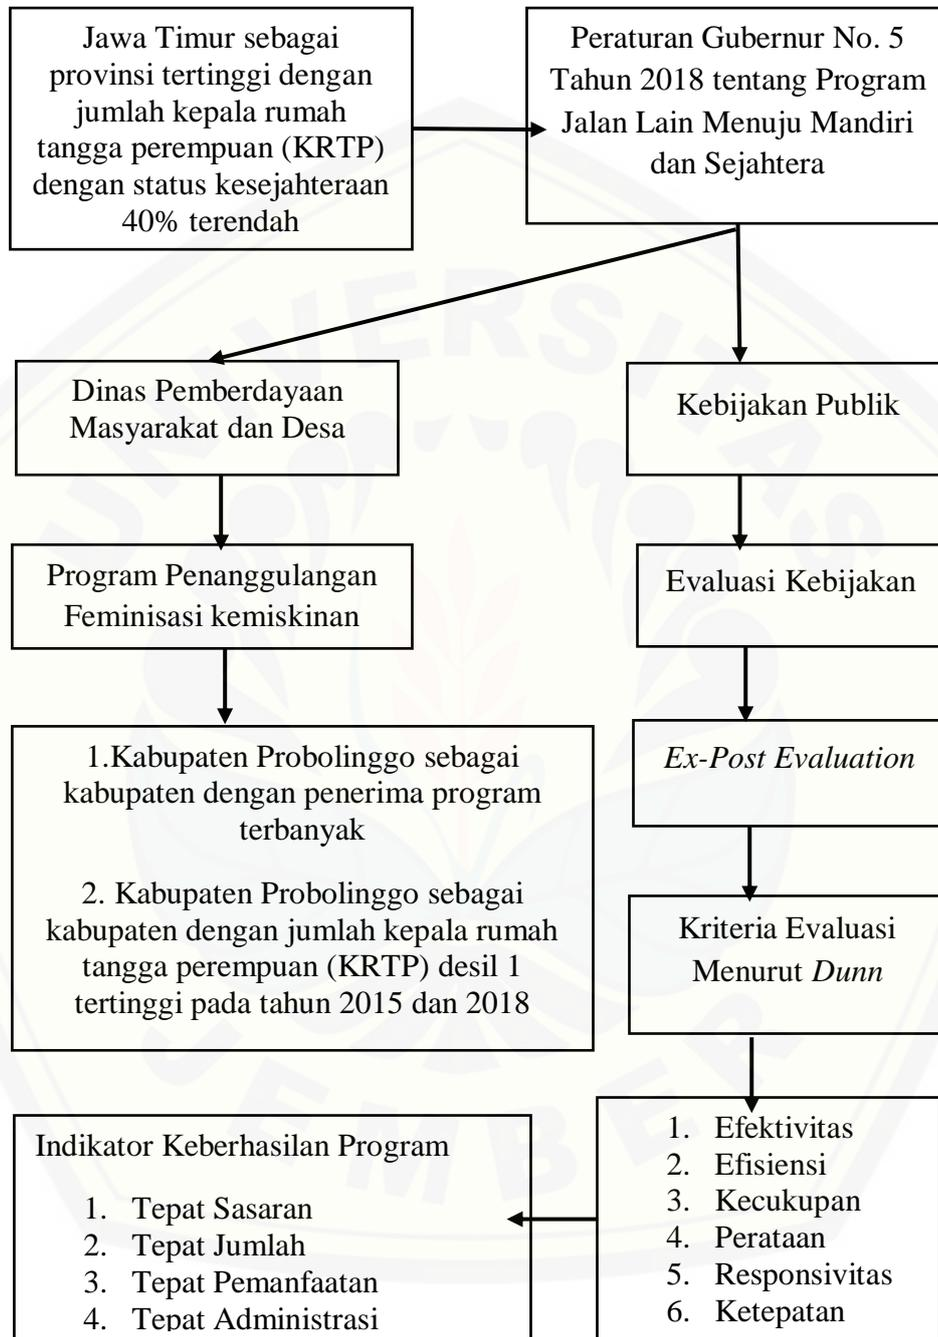 Jawa Timur sebagai
provinsi tertinggi dengan
jumlah kepala rumah
tangga perempuan (KRTP)
dengan status kesejahteraan
40% terendah
Peraturan Gubernur No. 5
Tahun 2018 tentang Program
Jalan Lain Menuju Mandiri
dan Sejahtera
Dinas Pemberdayaan
Masyarakat dan Desa
Kebijakan Publik
Program Penanggulangan
Feminisasi kemiskinan
Evaluasi Kebijakan
1.Kabupaten Probolinggo sebagai
kabupaten dengan penerima program
terbanyak
2. Kabupaten Probolinggo sebagai
kabupaten dengan jumlah kepala rumah
tangga perempuan (KRTP) desil 1
tertinggi pada tahun 2015 dan 2018
Ex-Post Evaluation
Kriteria Evaluasi
Menurut Dunn
Indikator Keberhasilan Program
1. Tepat Sasaran
2. Tepat Jumlah
3. Tepat Pemanfaatan
4. Tepat Administrasi
1. Efektivitas
2. Efisiensi
3. Kecukupan
4. Perataan
5. Responsivitas
6. Ketepatan
UNIVERSITAS
JEMBER